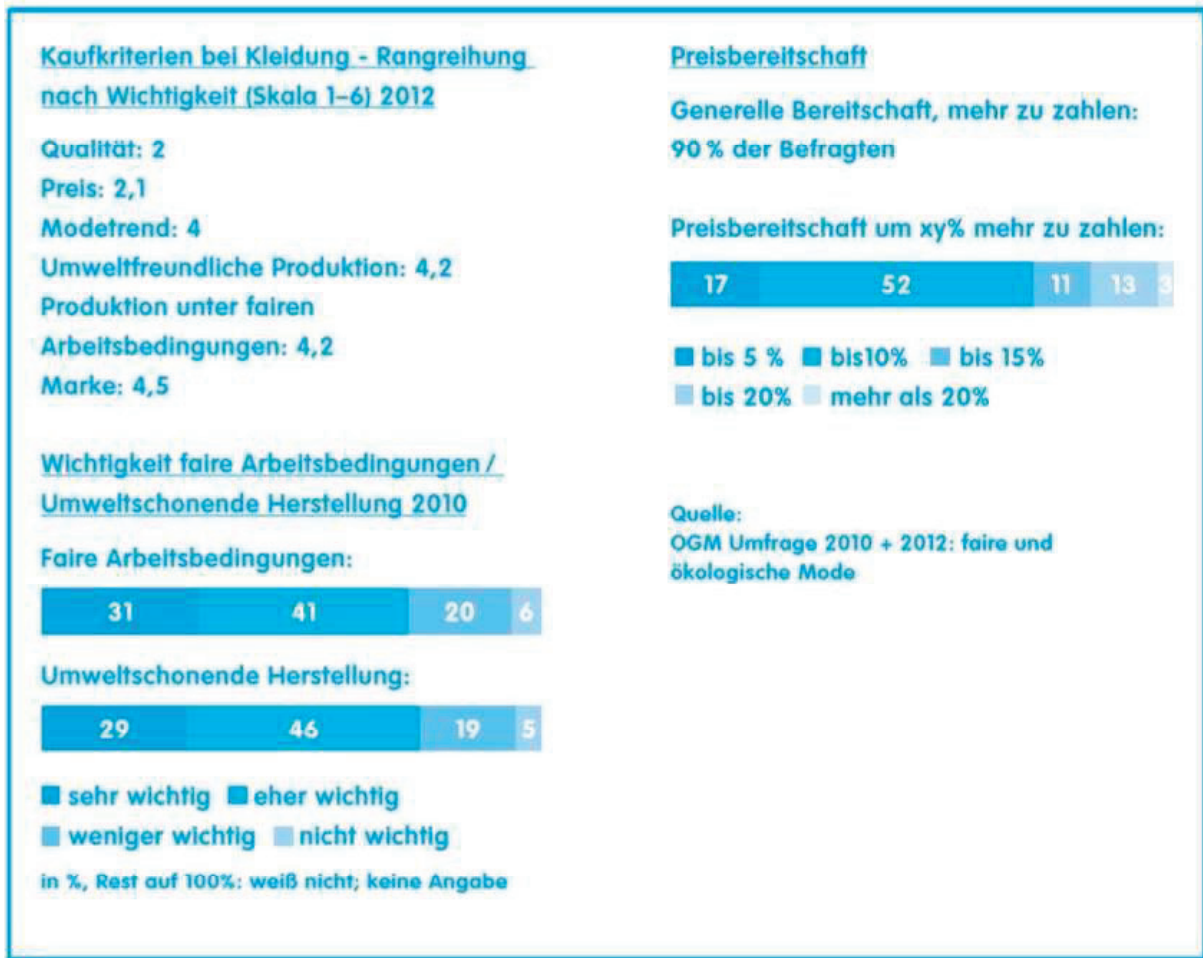 Kaufkriterien bei Kleidung - Rangreihung
nach Wichtigkeit (Skala 1–6) 2012
Qualität: 2
Preis: 2,1
Modetrend: 4
Umweltfreundliche Produktion: 4,2
Produktion unter fairen
Arbeitsbedingungen: 4,2
Marke: 4,5
Wichtigkeit faire Arbeitsbedingungen /
Umweltschonende Herstellung 2010
Faire Arbeitsbedingungen:
31 41 20 6
Umweltschonende Herstellung:
29 46 19 5
sehr wichtig eher wichtig
weniger wichtig nicht wichtig
in %, Rest auf 100%: weiß nicht; keine Angabe
Preisbereitschaft
Generelle Bereitschaft, mehr zu zahlen:
90 % der Befragten
Preisbereitschaft um xy% mehr zu zahlen:
17 52 11 13 3
bis 5 % bis10% bis 15%
bis 20% mehr als 20%
Quelle:
OGM Umfrage 2010 + 2012: faire und
ökologische Mode